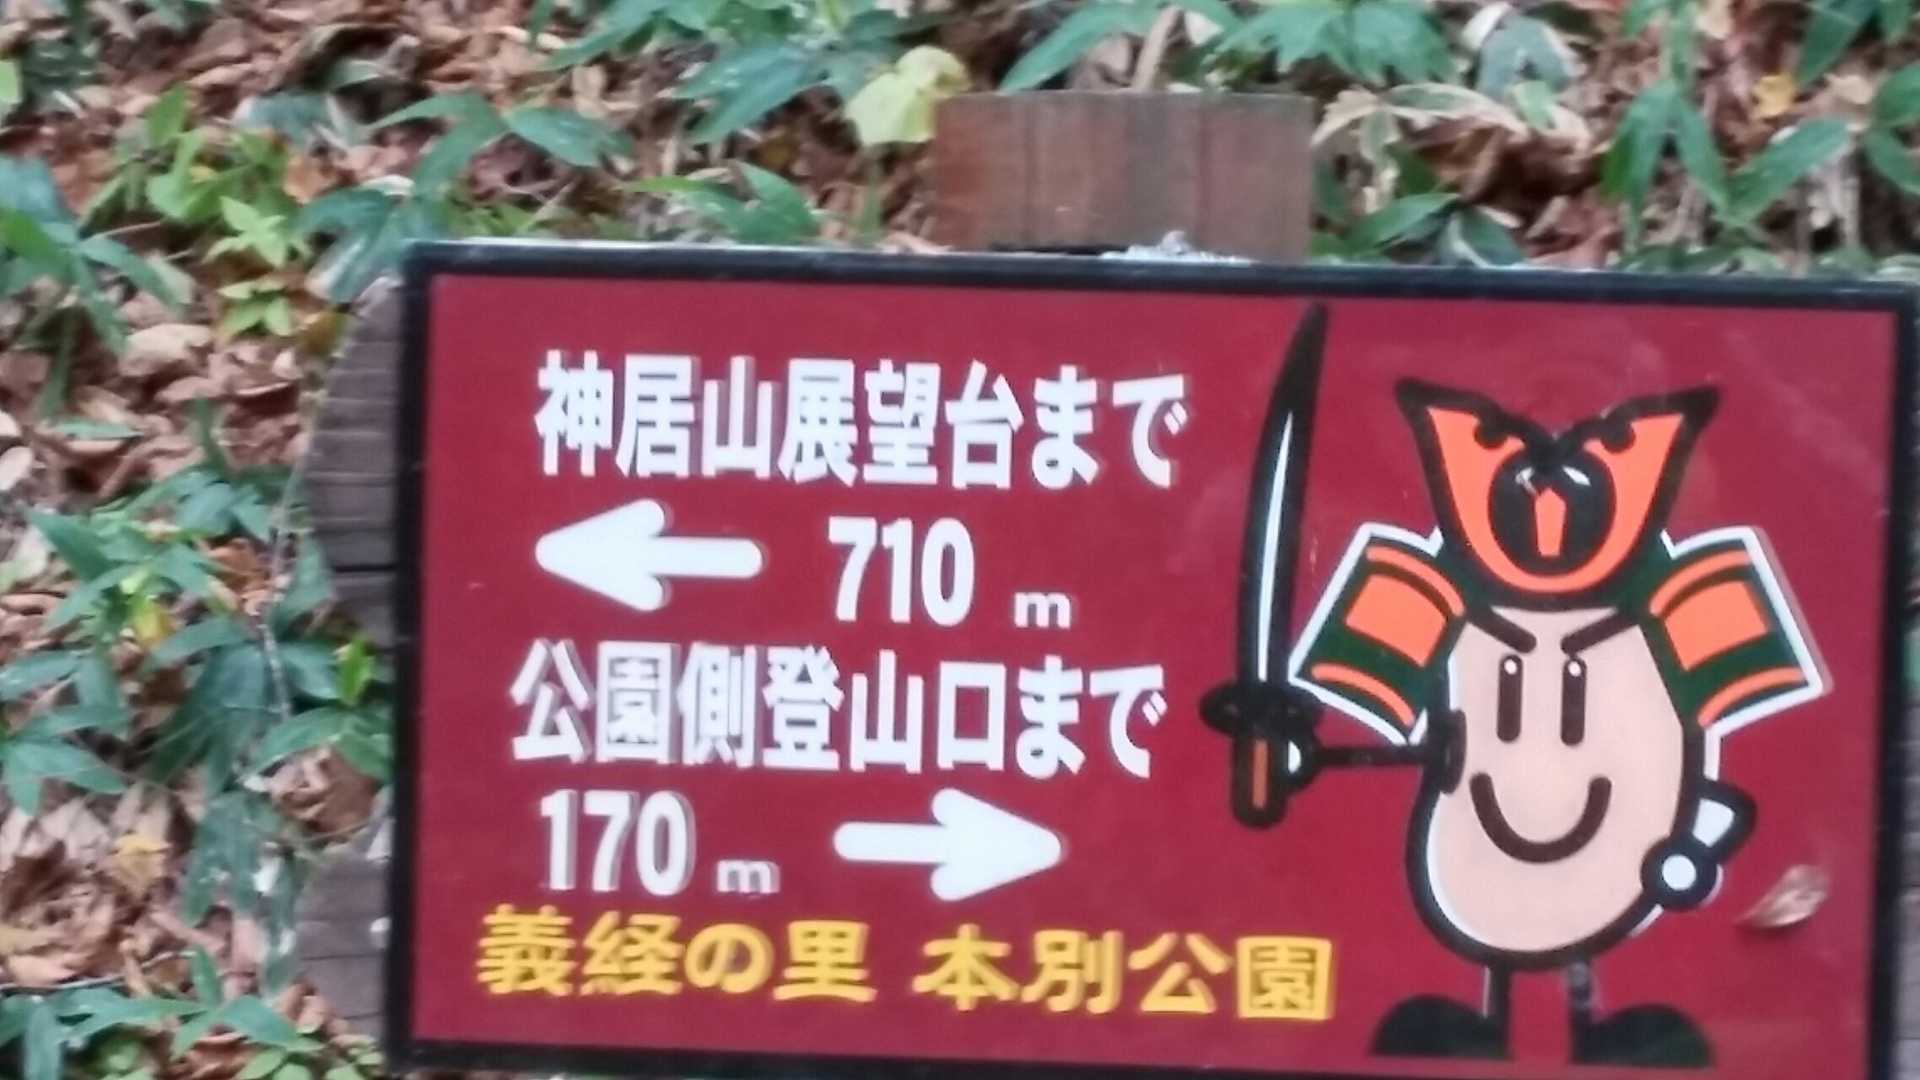 神居山展望台まで
← 710 m
公園側登山口まで
170 m →
義経の里 本別公園